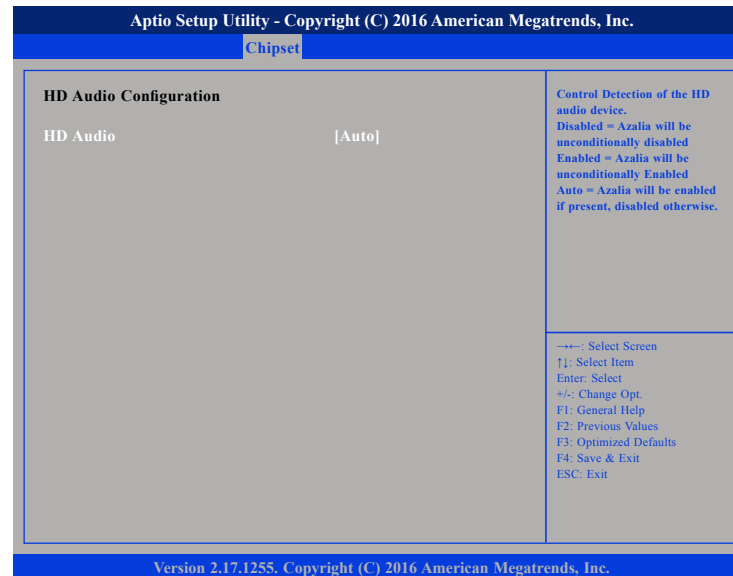 Aptio Setup Utility - Copyright (C) 2016 American Megatrends, Inc.
Chipset
HD Audio Configuration
HD Audio [Auto]
Control Detection of the HD
audio device.
Disabled = Azalia will be
unconditionally disabled
Enabled = Azalia will be
unconditionally Enabled
Auto = Azalia will be enabled
if present, disabled otherwise.
→←: Select Screen
↑↓: Select Item
Enter: Select
+/-: Change Opt.
F1: General Help
F2: Previous Values
F3: Optimized Defaults
F4: Save & Exit
ESC: Exit
Version 2.17.1255. Copyright (C) 2016 American Megatrends, Inc.